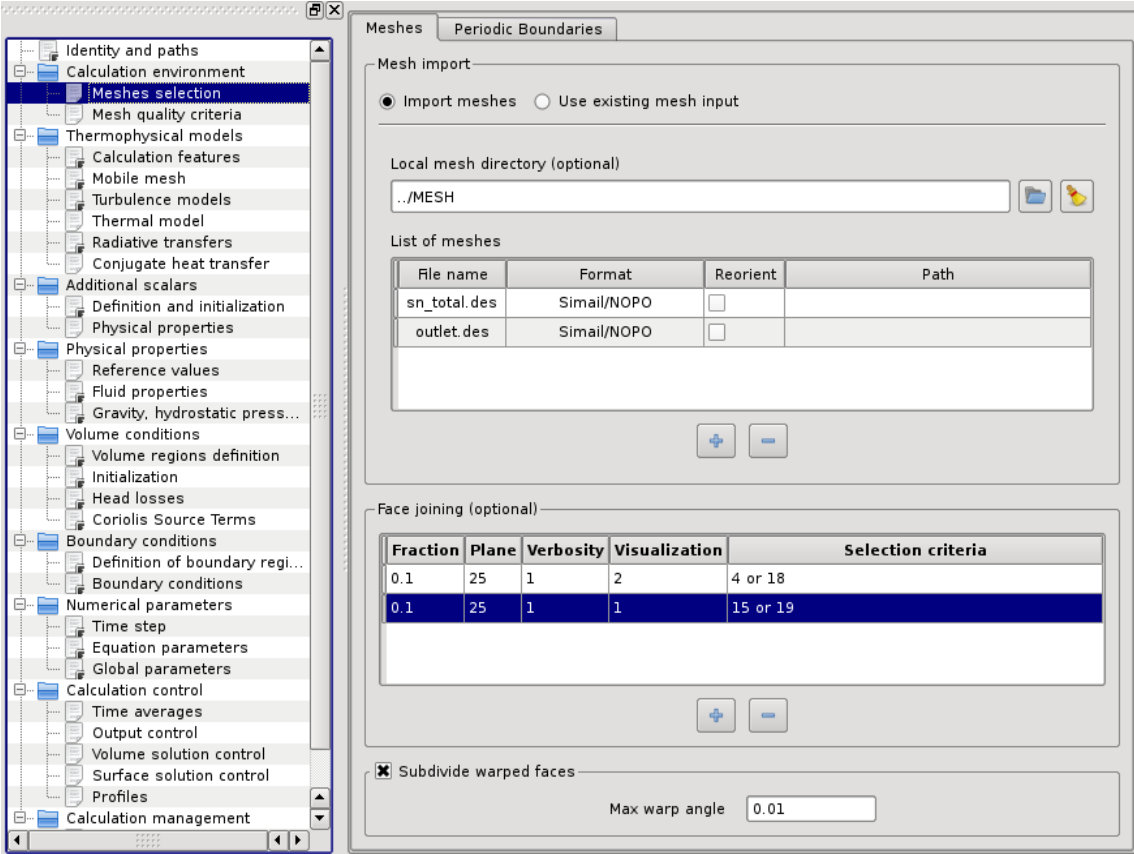 Identity and paths
Calculation environment
Meshes selection
Mesh quality criteria
Thermophysical models
Calculation features
Mobile mesh
Turbulence models
Thermal model
Radiative transfers
Conjugate heat transfer
Additional scalars
Definition and initialization
Physical properties
Physical properties
Reference values
Fluid properties
Gravity, hydrostatic press...
Volume conditions
Volume regions definition
Initialization
Head losses
Coriolis Source Terms
Boundary conditions
Definition of boundary regi...
Boundary conditions
Numerical parameters
Time step
Equation parameters
Global parameters
Calculation control
Time averages
Output control
Volume solution control
Surface solution control
Profiles
Calculation management
Meshes Periodic Boundaries
Mesh import
Import meshes Use existing mesh input
Local mesh directory (optional)
../MESH
List of meshes
File name Format Reorient Path
sn_total.des Simail/NOPO
outlet.des Simail/NOPO
Face joining (optional)
Fraction Plane Verbosity Visualization Selection criteria
0.1 25 1 2 4 or 18
0.1 25 1 1 15 or 19
Subdivide warped faces
Max warp angle 0.01